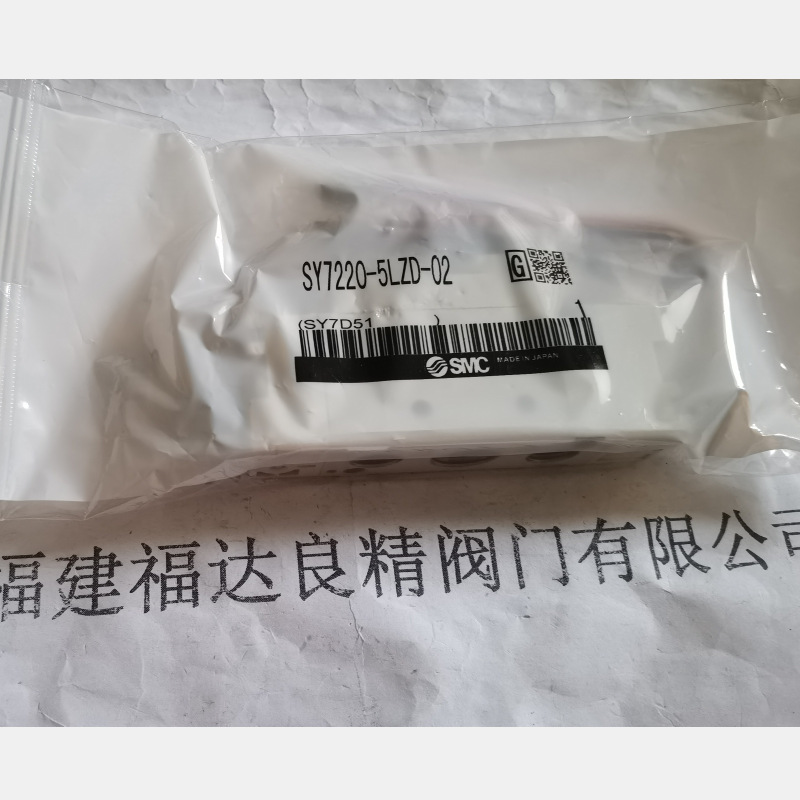 SY7220-5LZD-02
G
(SY7D51 )
1
SMC MADE IN JAPAN
福建福达良精阀门有限公司